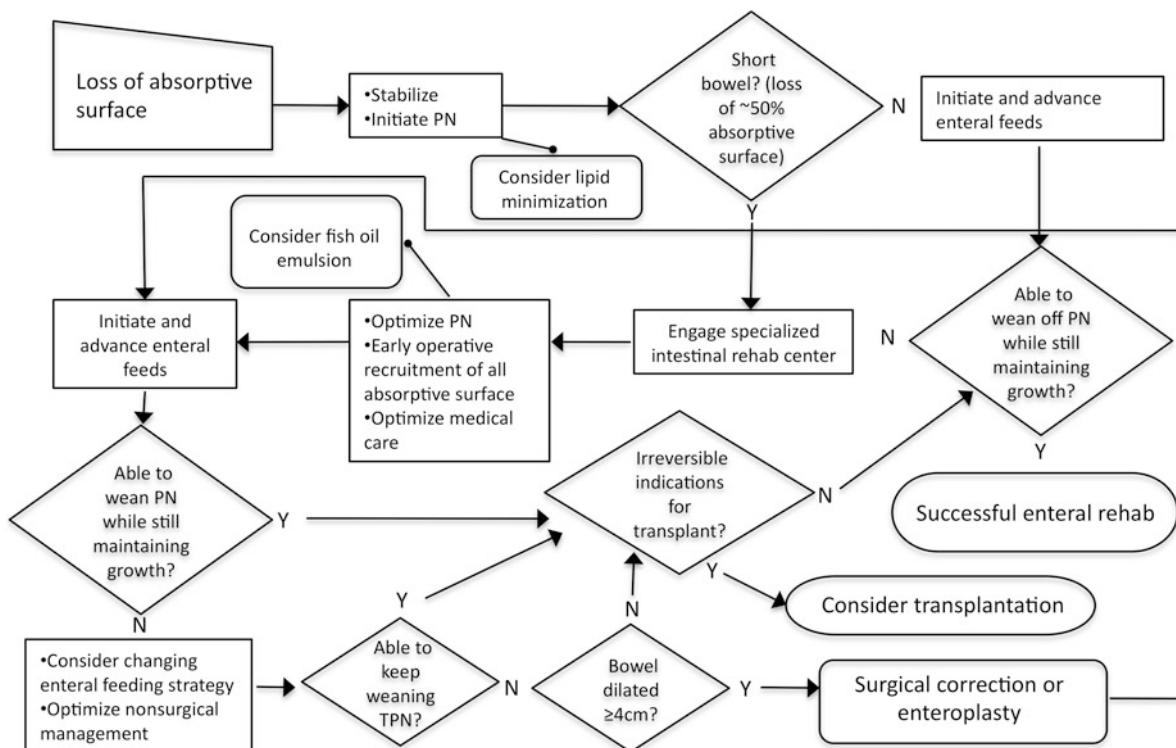 Loss of absorptive
surface
•Stabilize
•Initiate PN
Consider lipid
minimization
Short
bowel? (loss
of ~50%
absorptive
surface)
N
Y
Initiate and advance
enteral feeds
Consider fish oil
emulsion
Initiate and
advance enteral
feeds
•Optimize PN
•Early operative
recruitment of all
absorptive surface
•Optimize medical
care
Engage specialized
intestinal rehab center
N
Able to
wean off PN
while still
maintaining
growth?
Y
Successful enteral rehab
Able to
wean PN
while still
maintaining
growth?
Y
N
Irreversible
indications
for
transplant?
N
Y
Consider transplantation
•Consider changing
enteral feeding strategy
•Optimize nonsurgical
management
Y
Able to
keep
weaning
TPN?
N
N
Bowel
dilated
≥4cm?
Y
Surgical correction or
enteroplasty